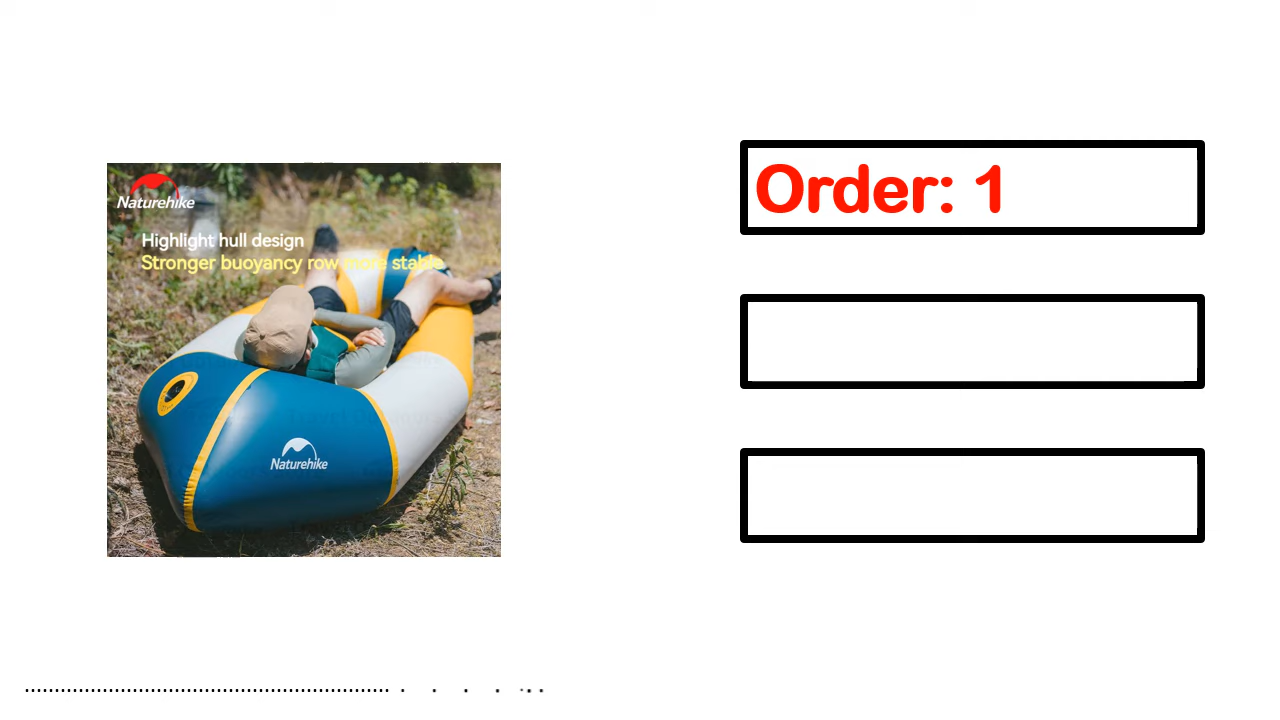 Naturehike
Highlight hull design
Stronger buoyancy row more stable
Naturehike
Order: 1